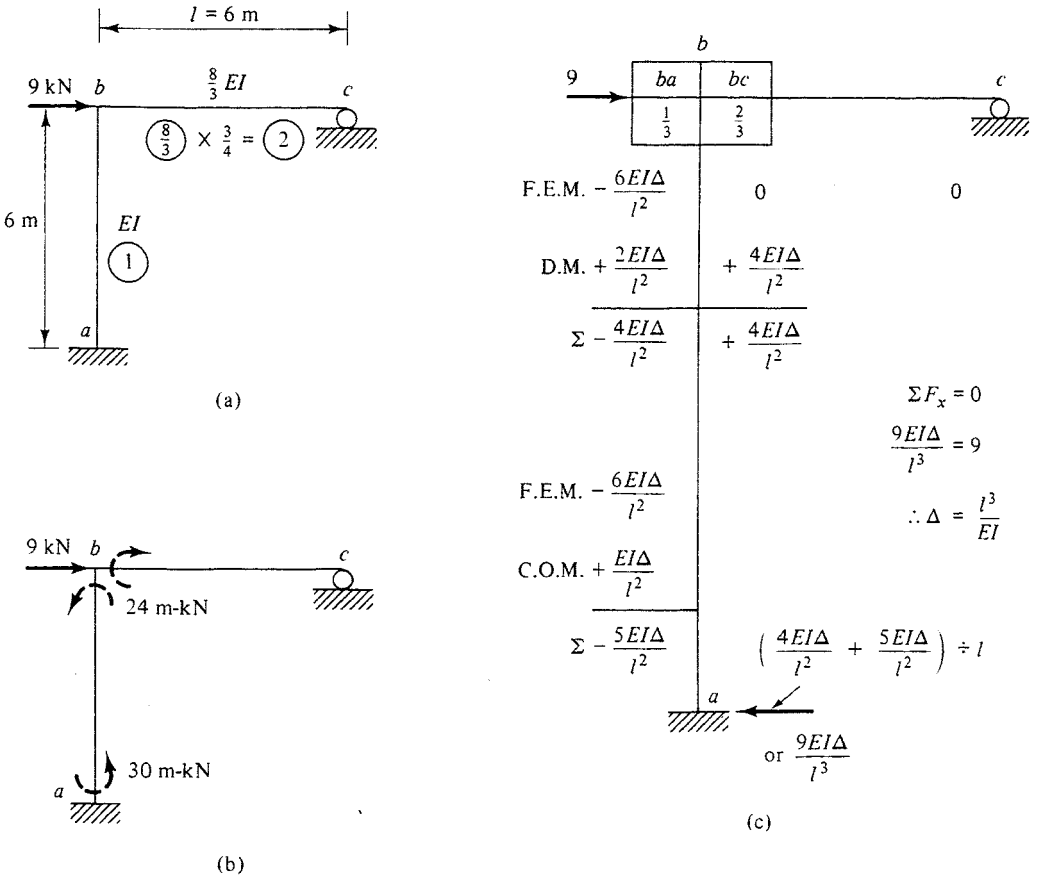 l = 6 m
9 kN b 8/3 EI c
(8/3) × 3/4 = (2)
6 m
EI
(1)
a
(a)
9 kN b c
24 m-kN
a 30 m-kN
(b)
b
9 ba bc c
1/3 2/3
F.E.M. − 6EIΔ/l² 0 0
D.M. + 2EIΔ/l² + 4EIΔ/l²
Σ − 4EIΔ/l² + 4EIΔ/l²
ΣFₓ = 0
9EIΔ/l³ = 9
∴ Δ = l³/EI
F.E.M. − 6EIΔ/l²
C.O.M. + EIΔ/l²
Σ − 5EIΔ/l² (4EIΔ/l² + 5EIΔ/l²) ÷ l
a
or 9EIΔ/l³
(c)